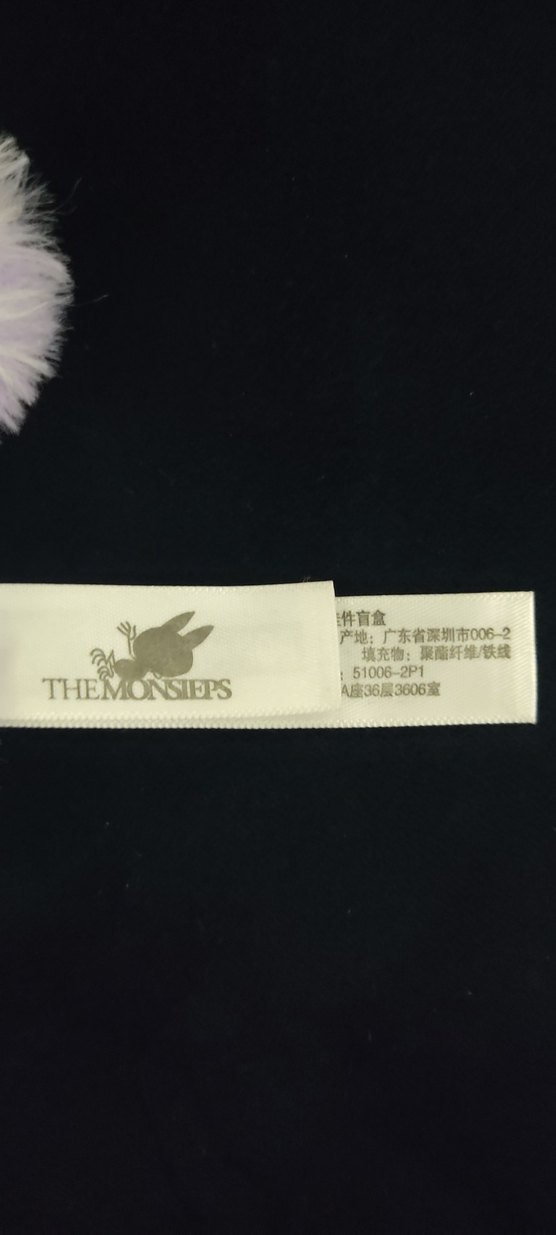 THE MONSIEPS
挂件盲盒
产地：广东省深圳市006-2
填充物：聚酯纤维/铁线
：51006-2P1
A座36层3606室